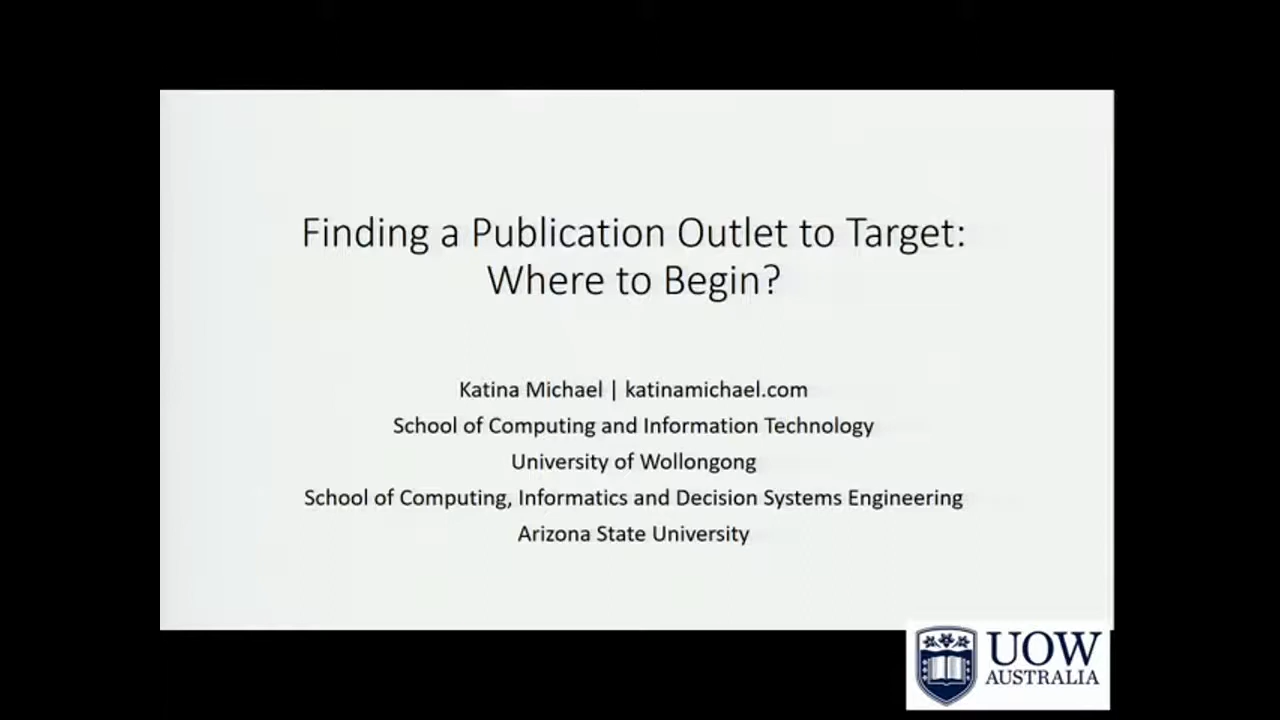 Finding a Publication Outlet to Target:
Where to Begin?
Katina Michael | katinamichael.com
School of Computing and Information Technology
University of Wollongong
School of Computing, Informatics and Decision Systems Engineering
Arizona State University
UOW
AUSTRALIA